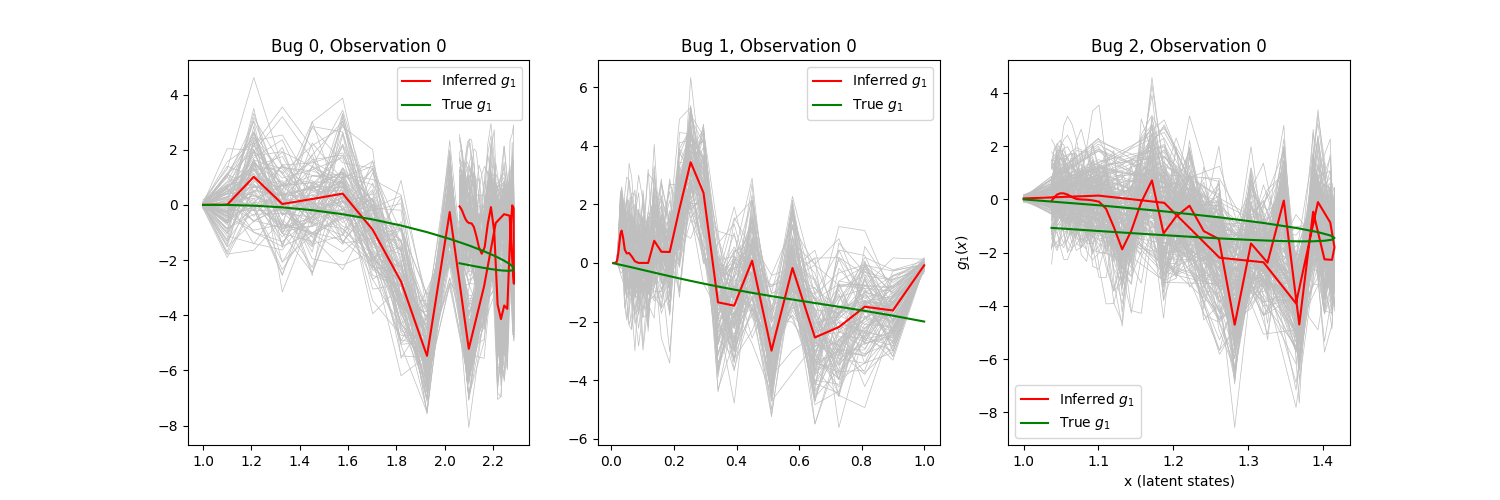 Bug 0, Observation 0
Inferred g₁
True g₁
4
2
0
−2
−4
−6
−8
1.0 1.2 1.4 1.6 1.8 2.0 2.2
Bug 1, Observation 0
Inferred g₁
True g₁
6
4
2
0
−2
−4
−6
0.0 0.2 0.4 0.6 0.8 1.0
Bug 2, Observation 0
g₁(x)
4
2
0
−2
−4
−6
−8
Inferred g₁
True g₁
1.0 1.1 1.2 1.3 1.4
x (latent states)